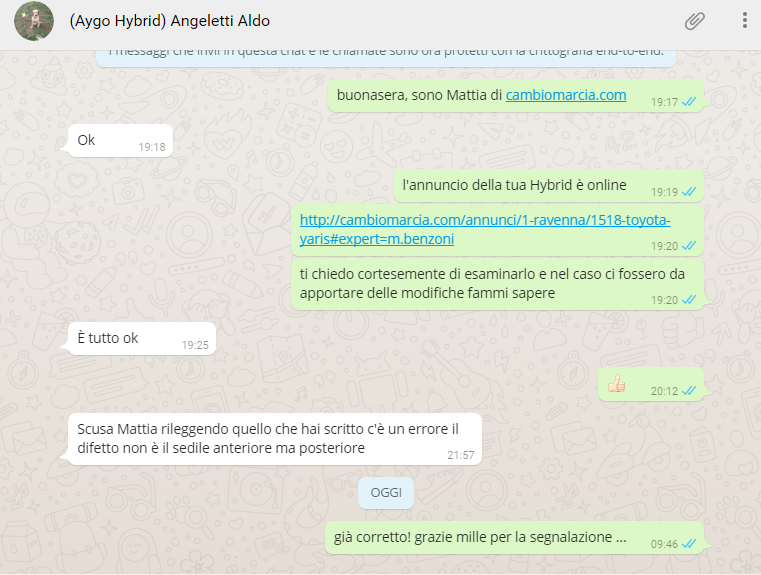 (Aygo Hybrid) Angeletti Aldo
I messaggi che invii in questa chat e le chiamate sono ora protetti con la crittografia end-to-end.
buonasera, sono Mattia di cambiomarcia.com
19:17
Ok
19:18
l'annuncio della tua Hybrid è online
19:19
http://cambiomarcia.com/annunci/1-ravenna/1518-toyota-
yaris#expert=m.benzoni
19:20
ti chiedo cortesemente di esaminarlo e nel caso ci fossero da
apportare delle modifiche fammi sapere
19:20
È tutto ok
19:25
👍🏻
20:12
Scusa Mattia rileggendo quello che hai scritto c'è un errore il
difetto non è il sedile anteriore ma posteriore
21:57
OGGI
già corretto! grazie mille per la segnalazione ...
09:46